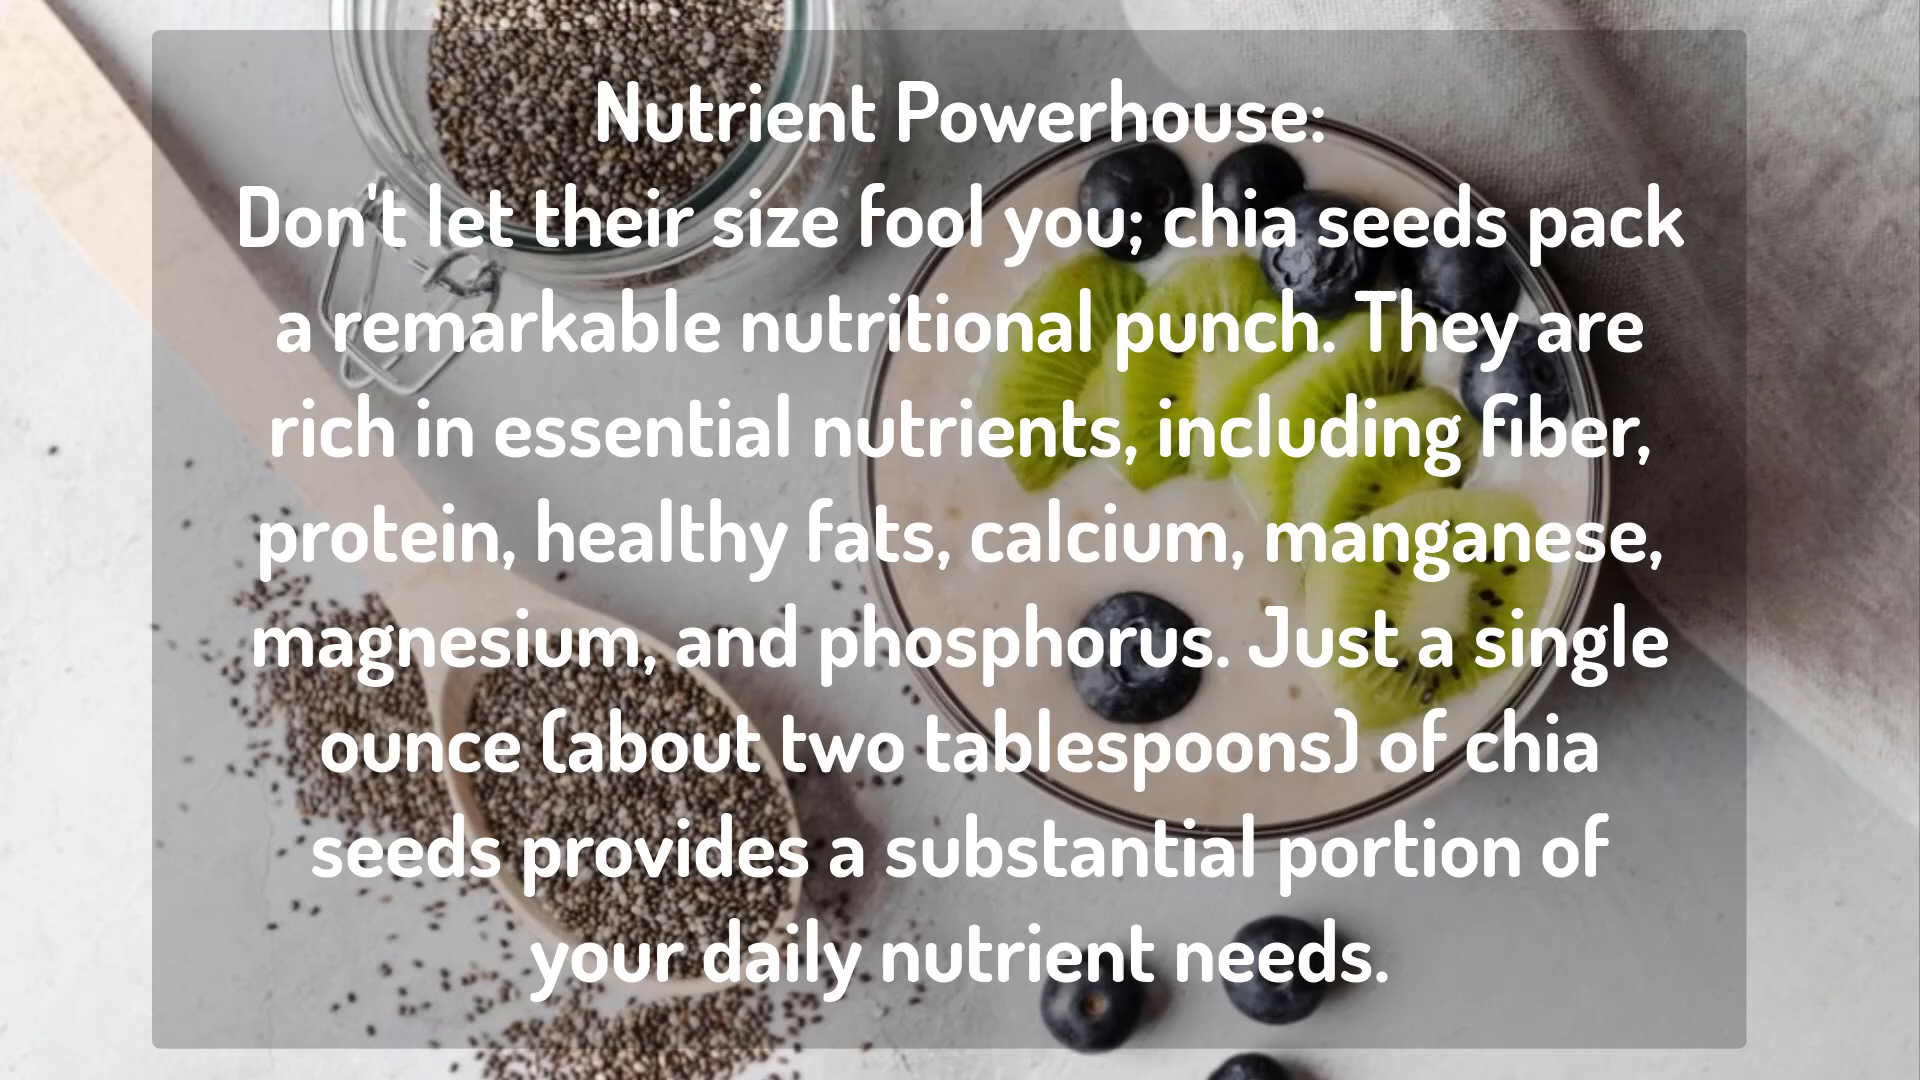 Nutrient Powerhouse:
Don't let their size fool you; chia seeds pack
a remarkable nutritional punch. They are
rich in essential nutrients, including fiber,
protein, healthy fats, calcium, manganese,
magnesium, and phosphorus. Just a single
ounce (about two tablespoons) of chia
seeds provides a substantial portion of
your daily nutrient needs.